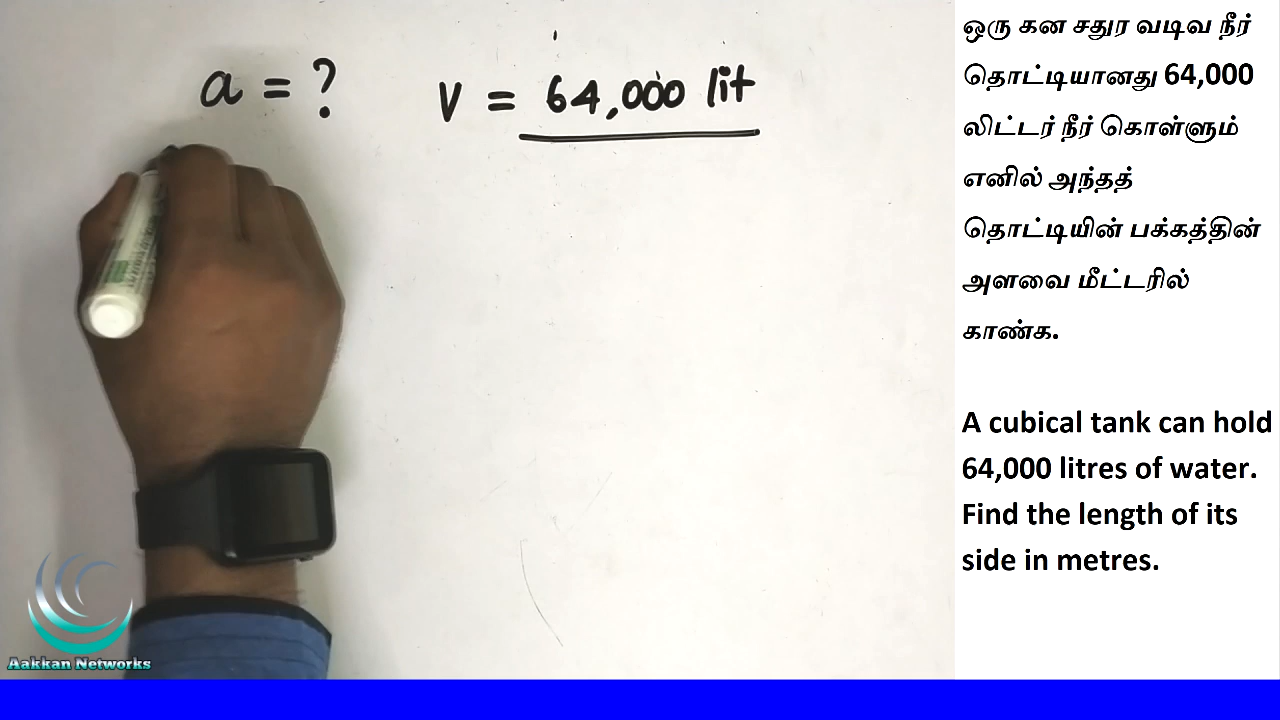 a = ?
V = 64,000 lit
ஒரு கன சதுர வடிவ நீர்
தொட்டியானது 64,000
லிட்டர் நீர் கொள்ளும்
எனில் அந்தத்
தொட்டியின் பக்கத்தின்
அளவை மீட்டரில்
காண்க.
A cubical tank can hold
64,000 litres of water.
Find the length of its
side in metres.
Aakkan Networks